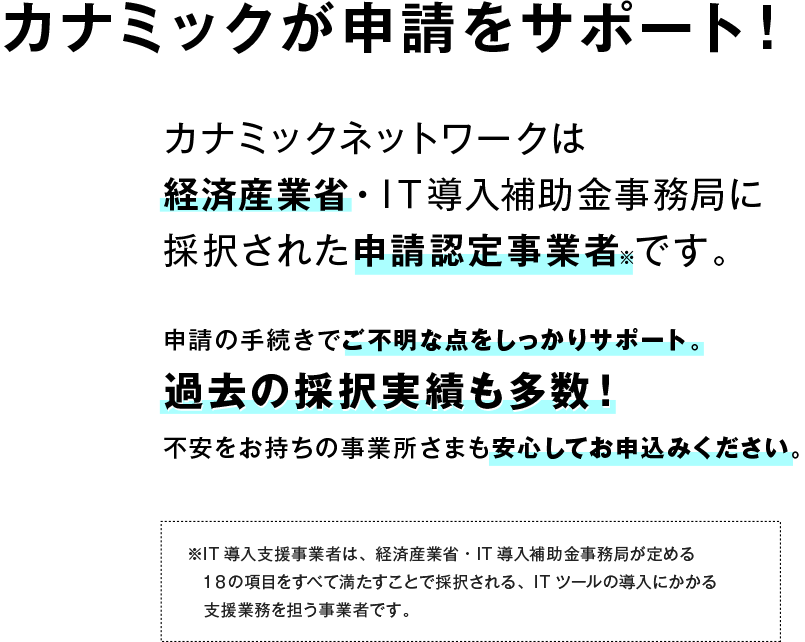 カナミックが申請をサポート！
カナミックネットワークは
経済産業省・IT導入補助金事務局に
採択された申請認定事業者※です。
申請の手続きでご不明な点をしっかりサポート。
過去の採択実績も多数！
不安をお持ちの事業所さまも安心してお申込みください。
※IT導入支援事業者は、経済産業省・IT導入補助金事務局が定める
18の項目をすべて満たすことで採択される、ITツールの導入にかかる
支援業務を担う事業者です。